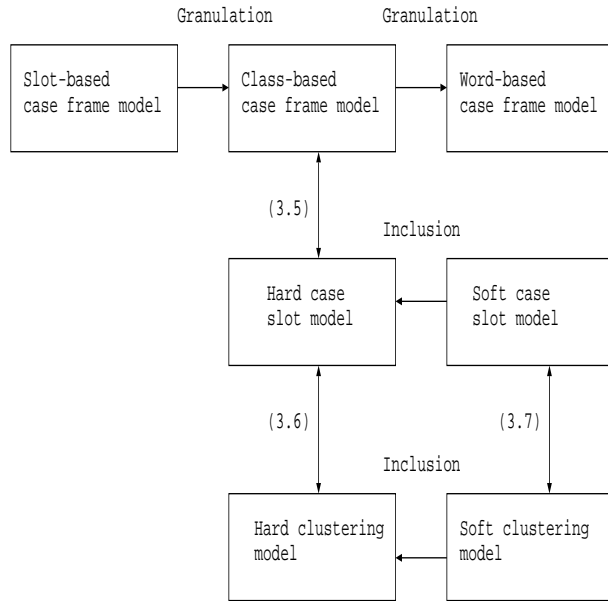 Granulation Granulation
Slot-based
case frame model
Class-based
case frame model
Word-based
case frame model
(3.5)
Inclusion
Hard case
slot model
Soft case
slot model
(3.6)
(3.7)
Inclusion
Hard clustering
model
Soft clustering
model